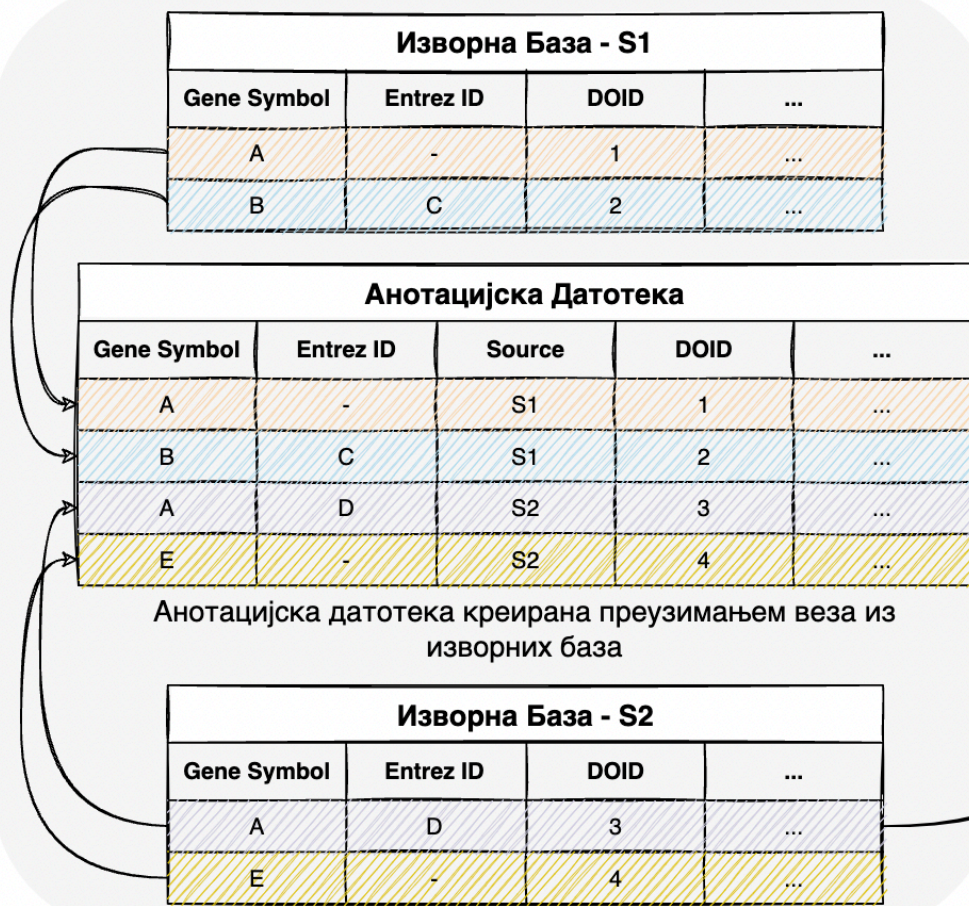 Изворна База - S1
Gene Symbol Entrez ID DOID ...
A - 1 ...
B C 2 ...
Анотацијска Датотека
Gene Symbol Entrez ID Source DOID ...
A - S1 1 ...
B C S1 2 ...
A D S2 3 ...
E - S2 4 ...
Анотацијска датотека креирана преузимањем веза из
изворних база
Изворна База - S2
Gene Symbol Entrez ID DOID ...
A D 3 ...
E - 4 ...